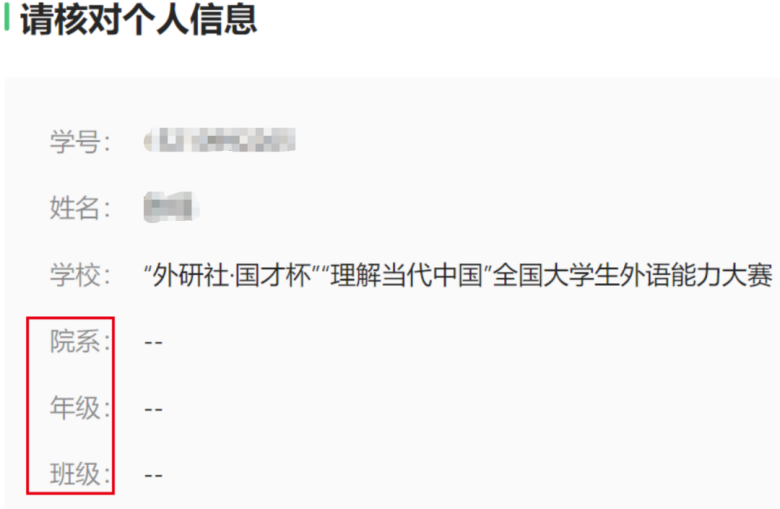 请核对个人信息
学号：
姓名：
学校： “外研社·国才杯”“理解当代中国”全国大学生外语能力大赛
院系： --
年级： --
班级： --